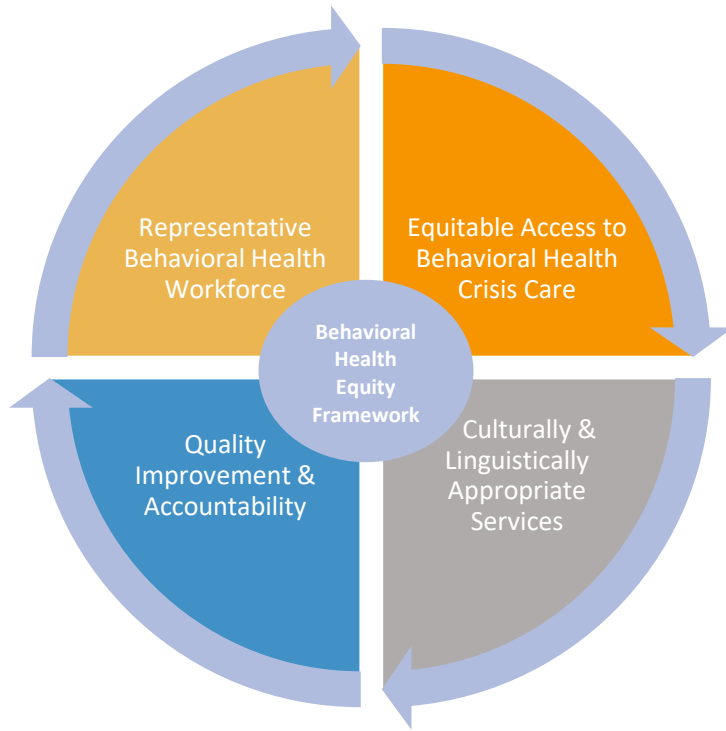 Representative
Behavioral Health
Workforce
Equitable Access to
Behavioral Health
Crisis Care
Behavioral
Health
Equity
Framework
Quality
Improvement &
Accountability
Culturally &
Linguistically
Appropriate
Services